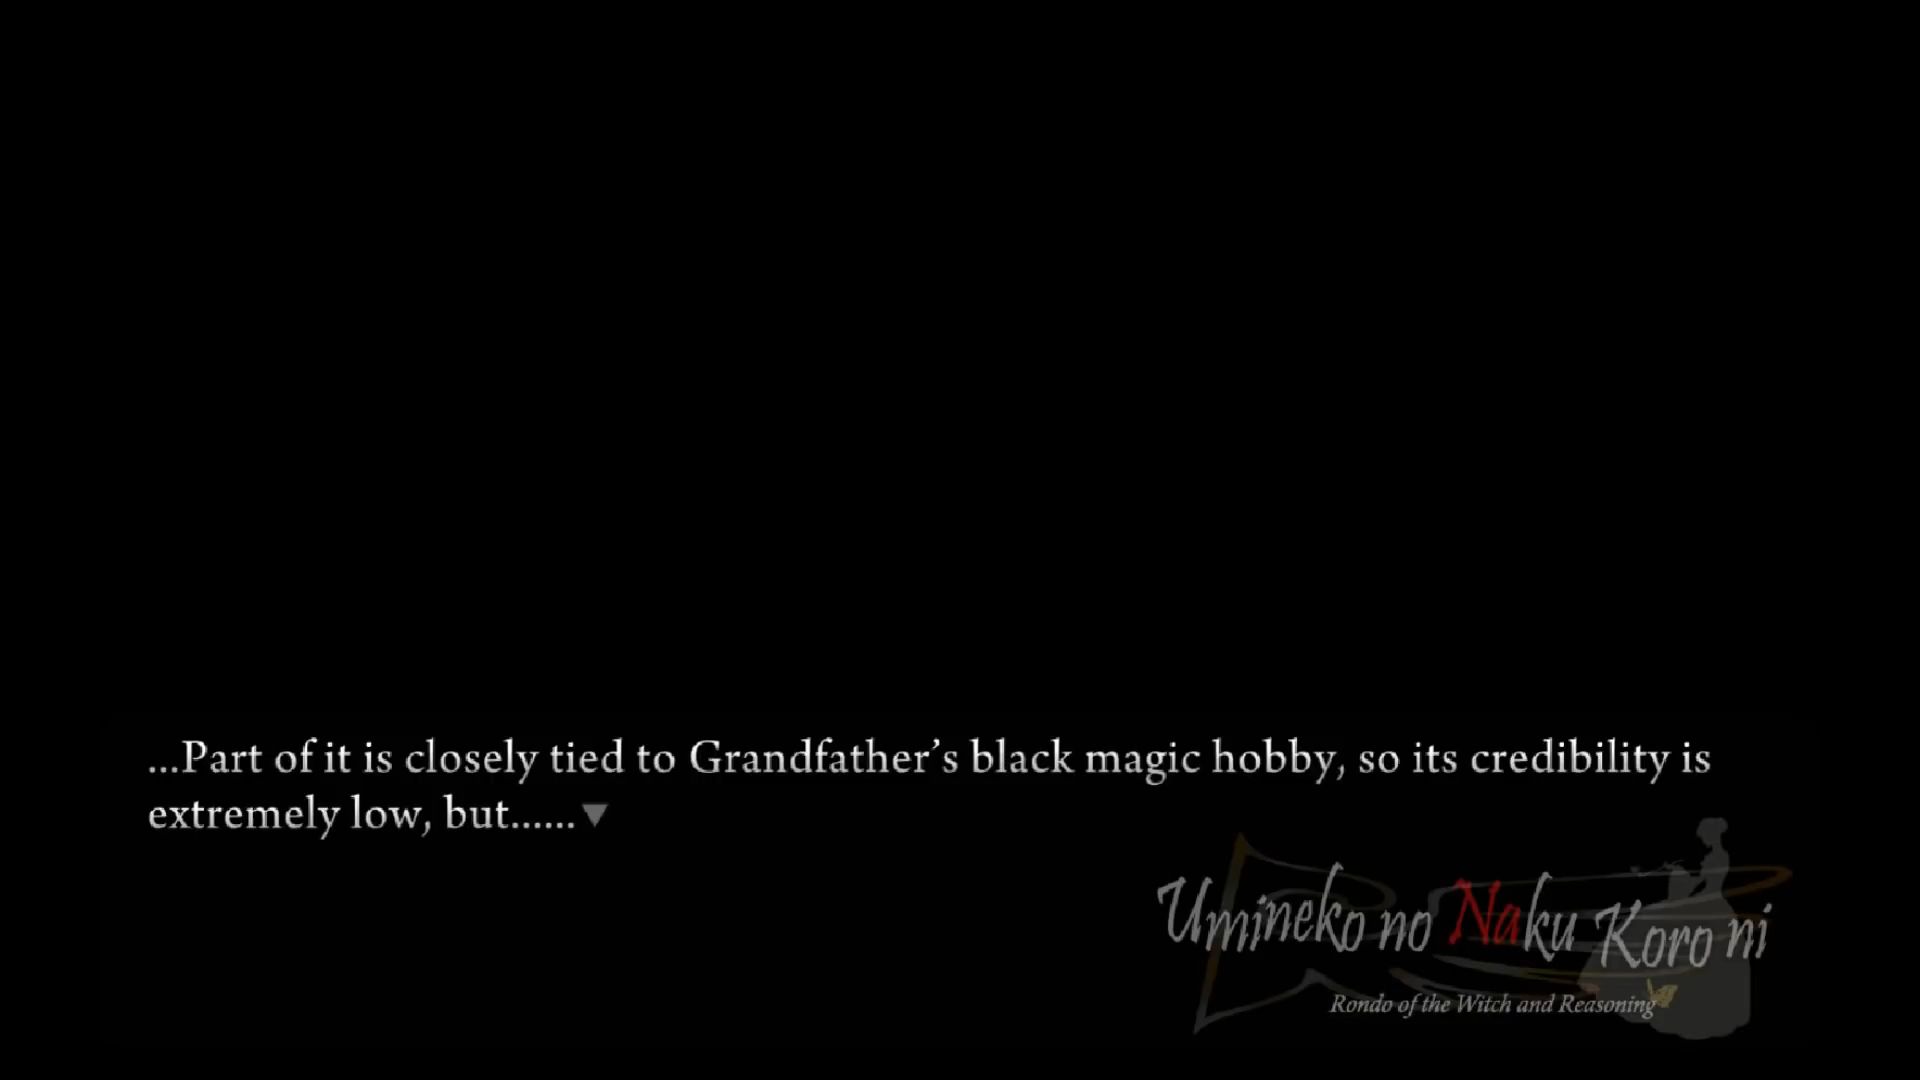 ...Part of it is closely tied to Grandfather’s black magic hobby, so its credibility is
extremely low, but......
Umineko no Naku Koro ni
Rondo of the Witch and Reasoning